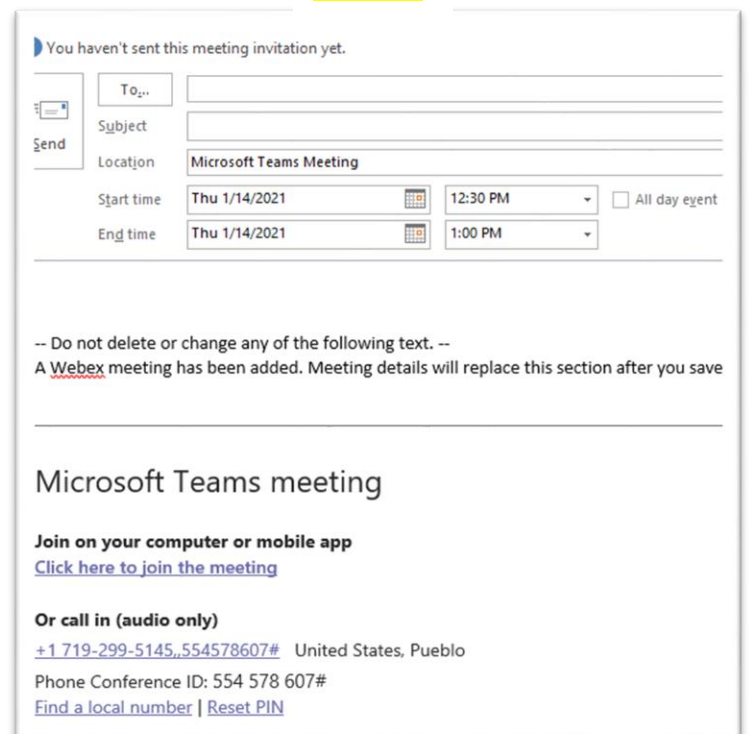 You haven't sent this meeting invitation yet.
To...
Subject
Send
Location Microsoft Teams Meeting
Start time Thu 1/14/2021 12:30 PM All day event
End time Thu 1/14/2021 1:00 PM
-- Do not delete or change any of the following text. --
A Webex meeting has been added. Meeting details will replace this section after you save
Microsoft Teams meeting
Join on your computer or mobile app
Click here to join the meeting
Or call in (audio only)
+1 719-299-5145,,554578607# United States, Pueblo
Phone Conference ID: 554 578 607#
Find a local number | Reset PIN